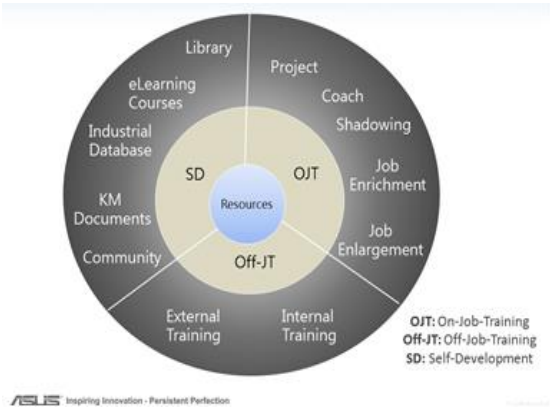 Library
eLearning
Courses
Industrial
Database
KM
Documents
Community
Project
Coach
Shadowing
Job
Enrichment
Job
Enlargement
SD
OJT
Resources
Off-JT
External
Training
Internal
Training
OJT: On-Job-Training
Off-JT: Off-Job-Training
SD: Self-Development
ASUS Inspiring Innovation - Persistent Perfection